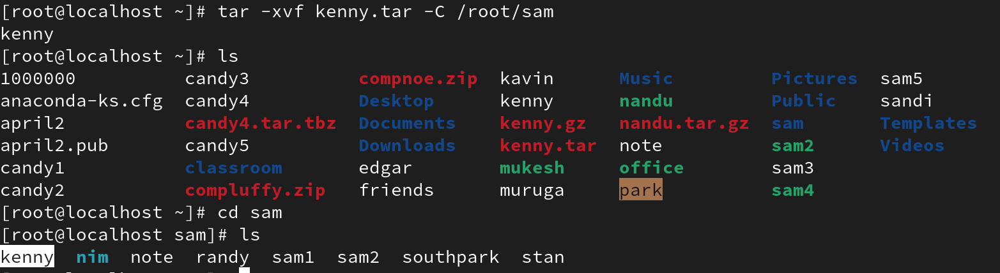 [root@localhost ~]# tar -xvf kenny.tar -C /root/sam
kenny
[root@localhost ~]# ls
1000000 candy3 compnoe.zip kavin Music Pictures sam5
anaconda-ks.cfg candy4 Desktop kenny nandu Public sandi
april2 candy4.tar.tbz Documents kenny.gz nandu.tar.gz sam Templates
april2.pub candy5 Downloads kenny.tar note sam2 Videos
candy1 classroom edgar mukesh office sam3
candy2 compluffy.zip friends muruga park sam4
[root@localhost ~]# cd sam
[root@localhost sam]# ls
kenny nim note randy sam1 sam2 southpark stan